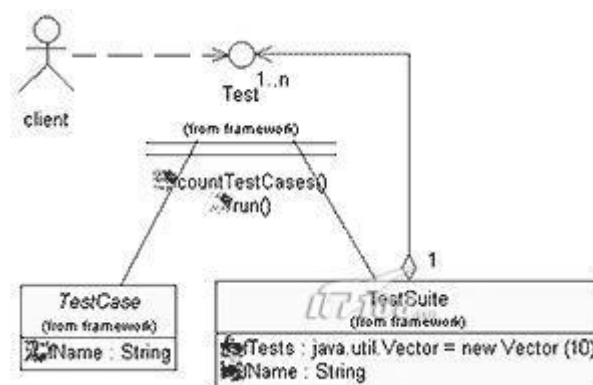 client
1..n
Test
(from framework)
countTestCases()
run()
1
TestCase
(from framework)
fName : String
TestSuite
(from framework)
fTests : java.util.Vector = new Vector (10)
fName : String